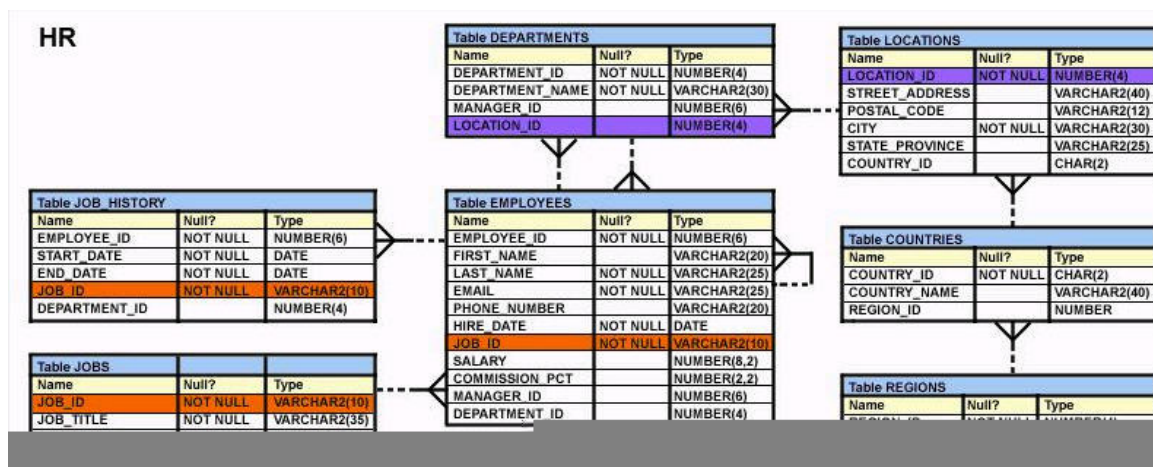 HR
Table DEPARTMENTS
Name Null? Type
DEPARTMENT_ID NOT NULL NUMBER(4)
DEPARTMENT_NAME NOT NULL VARCHAR2(30)
MANAGER_ID NUMBER(6)
LOCATION_ID NUMBER(4)
Table LOCATIONS
Name Null? Type
LOCATION_ID NOT NULL NUMBER(4)
STREET_ADDRESS VARCHAR2(40)
POSTAL_CODE VARCHAR2(12)
CITY NOT NULL VARCHAR2(30)
STATE_PROVINCE VARCHAR2(25)
COUNTRY_ID CHAR(2)
Table JOB_HISTORY
Name Null? Type
EMPLOYEE_ID NOT NULL NUMBER(6)
START_DATE NOT NULL DATE
END_DATE NOT NULL DATE
JOB_ID NOT NULL VARCHAR2(10)
DEPARTMENT_ID NUMBER(4)
Table EMPLOYEES
Name Null? Type
EMPLOYEE_ID NOT NULL NUMBER(6)
FIRST_NAME VARCHAR2(20)
LAST_NAME NOT NULL VARCHAR2(25)
EMAIL NOT NULL VARCHAR2(25)
PHONE_NUMBER VARCHAR2(20)
HIRE_DATE NOT NULL DATE
JOB_ID NOT NULL VARCHAR2(10)
SALARY NUMBER(8,2)
COMMISSION_PCT NUMBER(2,2)
MANAGER_ID NUMBER(6)
DEPARTMENT_ID NUMBER(4)
Table COUNTRIES
Name Null? Type
COUNTRY_ID NOT NULL CHAR(2)
COUNTRY_NAME VARCHAR2(40)
REGION_ID NUMBER
Table JOBS
Name Null? Type
JOB_ID NOT NULL VARCHAR2(10)
JOB_TITLE NOT NULL VARCHAR2(35)
Table REGIONS
Name Null? Type